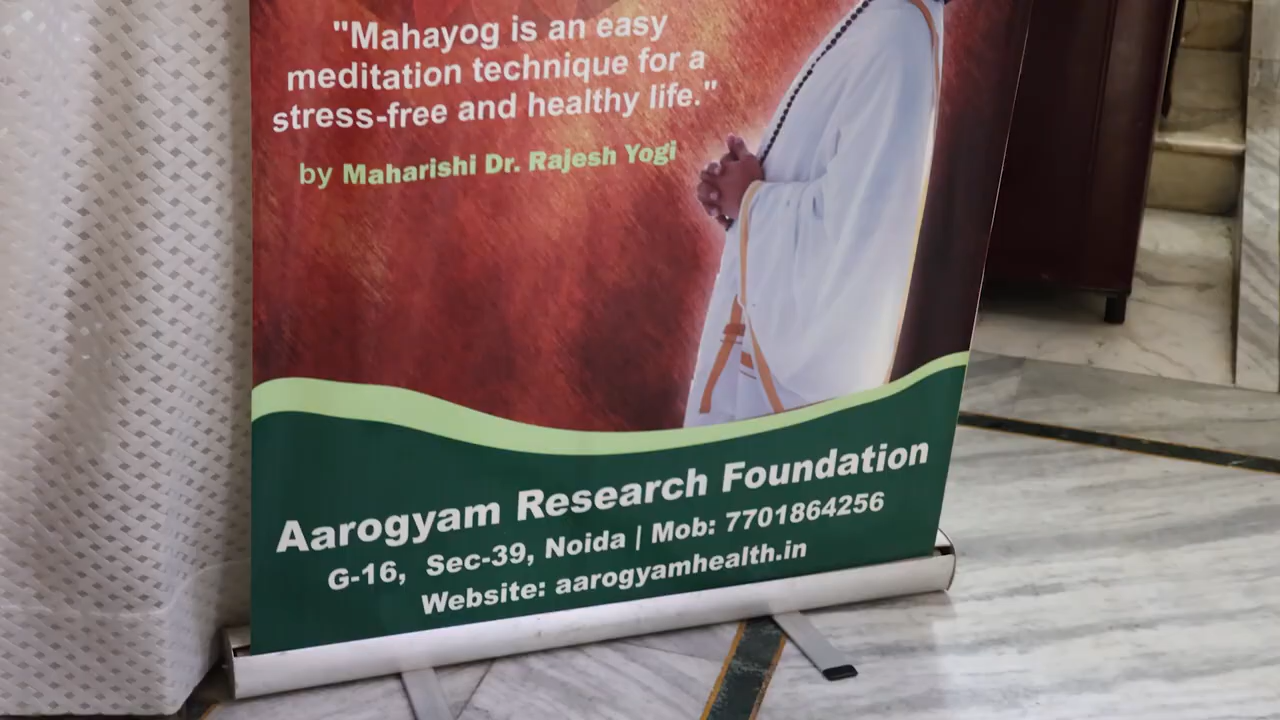 "Mahayog is an easy
meditation technique for a
stress-free and healthy life."
by Maharishi Dr. Rajesh Yogi
Aarogyam Research Foundation
G-16, Sec-39, Noida | Mob: 7701864256
Website: aarogyamhealth.in